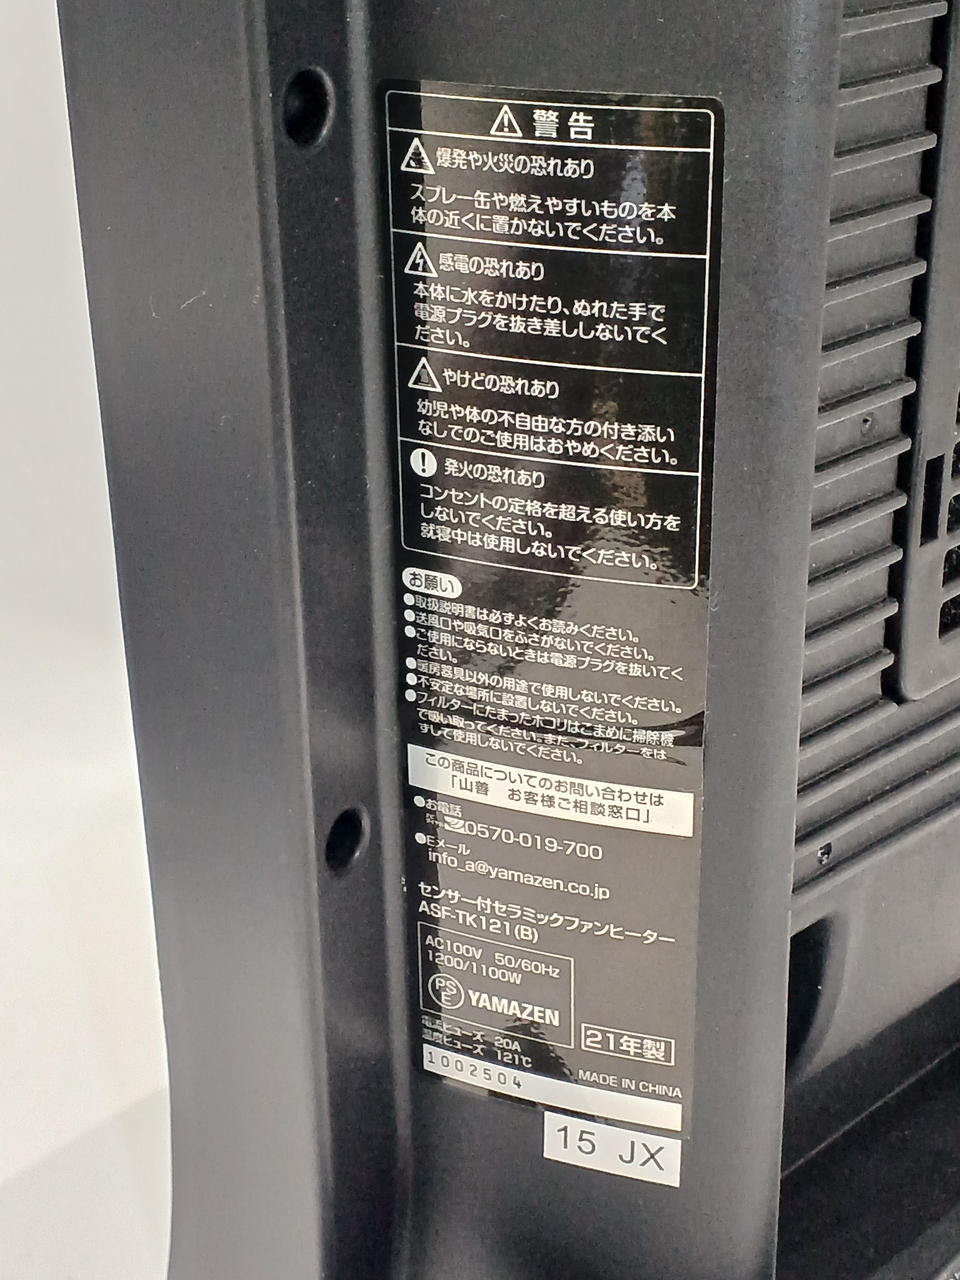 警告
爆発や火災の恐れあり
スプレー缶や燃えやすいものを本
体の近くに置かないでください。
感電の恐れあり
本体に水をかけたり、ぬれた手で
電源プラグを抜き差ししないでく
ださい。
やけどの恐れあり
幼児や体の不自由な方の付き添い
なしでのご使用はおやめください。
発火の恐れあり
コンセントの定格を超える使い方を
しないでください。
就寝中は使用しないでください。
お願い
●取扱説明書は必ずよくお読みください。
●送風口や吸気口をふさがないでください。
●ご使用にならないときは電源プラグを抜いてく
ださい。
●暖房器具以外の用途で使用しないでください。
●不安定な場所に設置しないでください。
●フィルターにたまったホコリはこまめに掃除機
で吸い取ってください。また、フィルターをは
ずして使用しないでください。
この商品についてのお問い合わせは
「山善 お客様ご相談窓口」
●お電話
0570-019-700
●Eメール
info_a@yamazen.co.jp
センサー付セラミックファンヒーター
ASF-TK121(B)
AC100V 50/60Hz
1200/1100W
PSE YAMAZEN
21年製
電流ヒューズ 20A
温度ヒューズ 121℃
MADE IN CHINA
1002504
15 JX